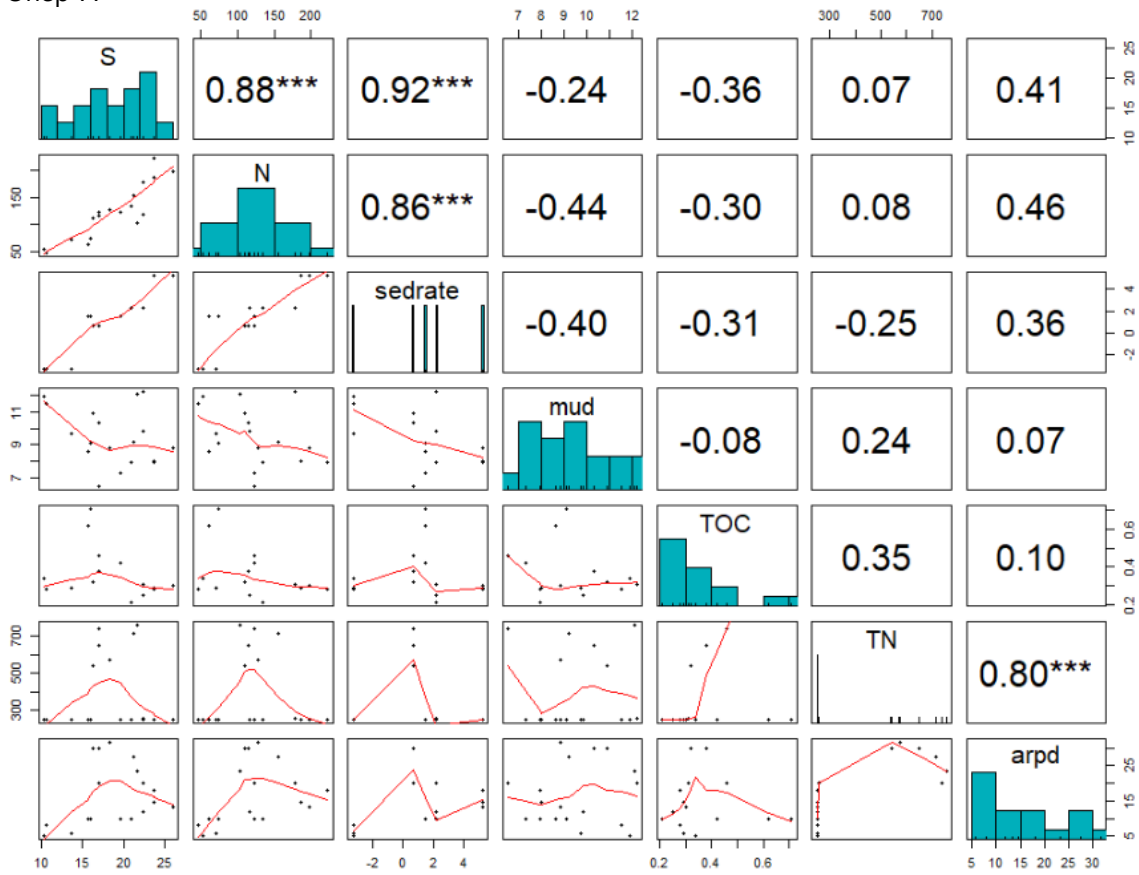 50 100 150 200 7 8 9 10 12 300 500 700
S 0.88*** 0.92*** -0.24 -0.36 0.07 0.41 10 15 20 25
50 150 N 0.86*** -0.44 -0.30 0.08 0.46
sedrate -0.40 -0.31 -0.25 0.36 -2 0 2 4
7 9 11 mud -0.08 0.24 0.07
TOC 0.35 0.10 0.2 0.4 0.6
300 500 700 TN 0.80***
arpd 5 15 25
10 15 20 25 -2 0 2 4 0.2 0.4 0.6 5 10 15 20 25 30